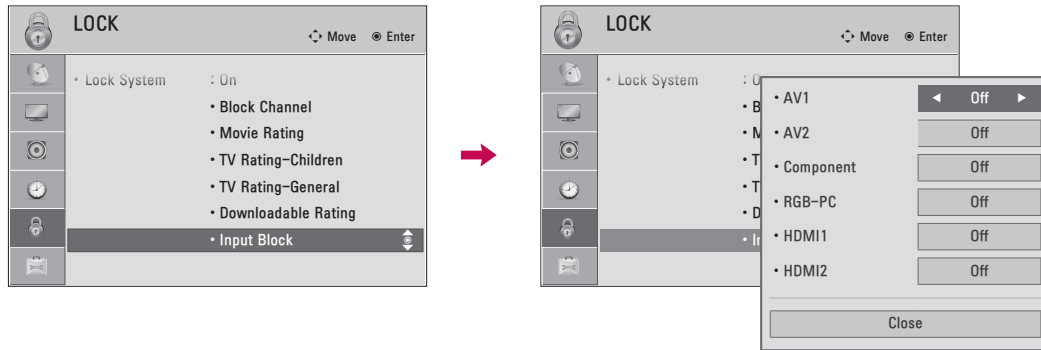 LOCK
Move Enter
• Lock System : On
• Block Channel
• Movie Rating
• TV Rating-Children
• TV Rating-General
• Downloadable Rating
• Input Block
LOCK
Move Enter
• Lock System : O
• B
• M
• T
• T
• D
• In
• AV1 ◀ Off ▶
• AV2 Off
• Component Off
• RGB-PC Off
• HDMI1 Off
• HDMI2 Off
Close